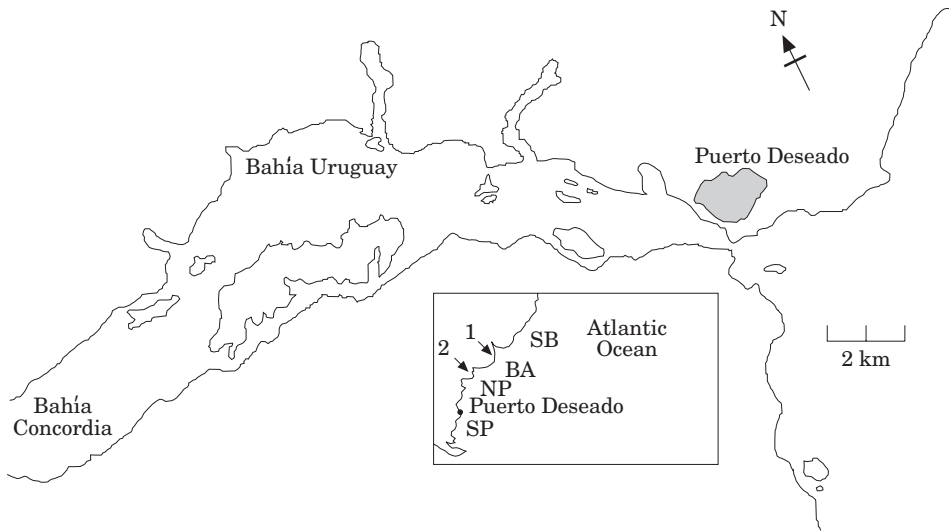 N
Puerto Deseado
Bahía Uruguay
1
SB
Atlantic
Ocean
2
BA
NP
Puerto Deseado
SP
2 km
Bahía
Concordia